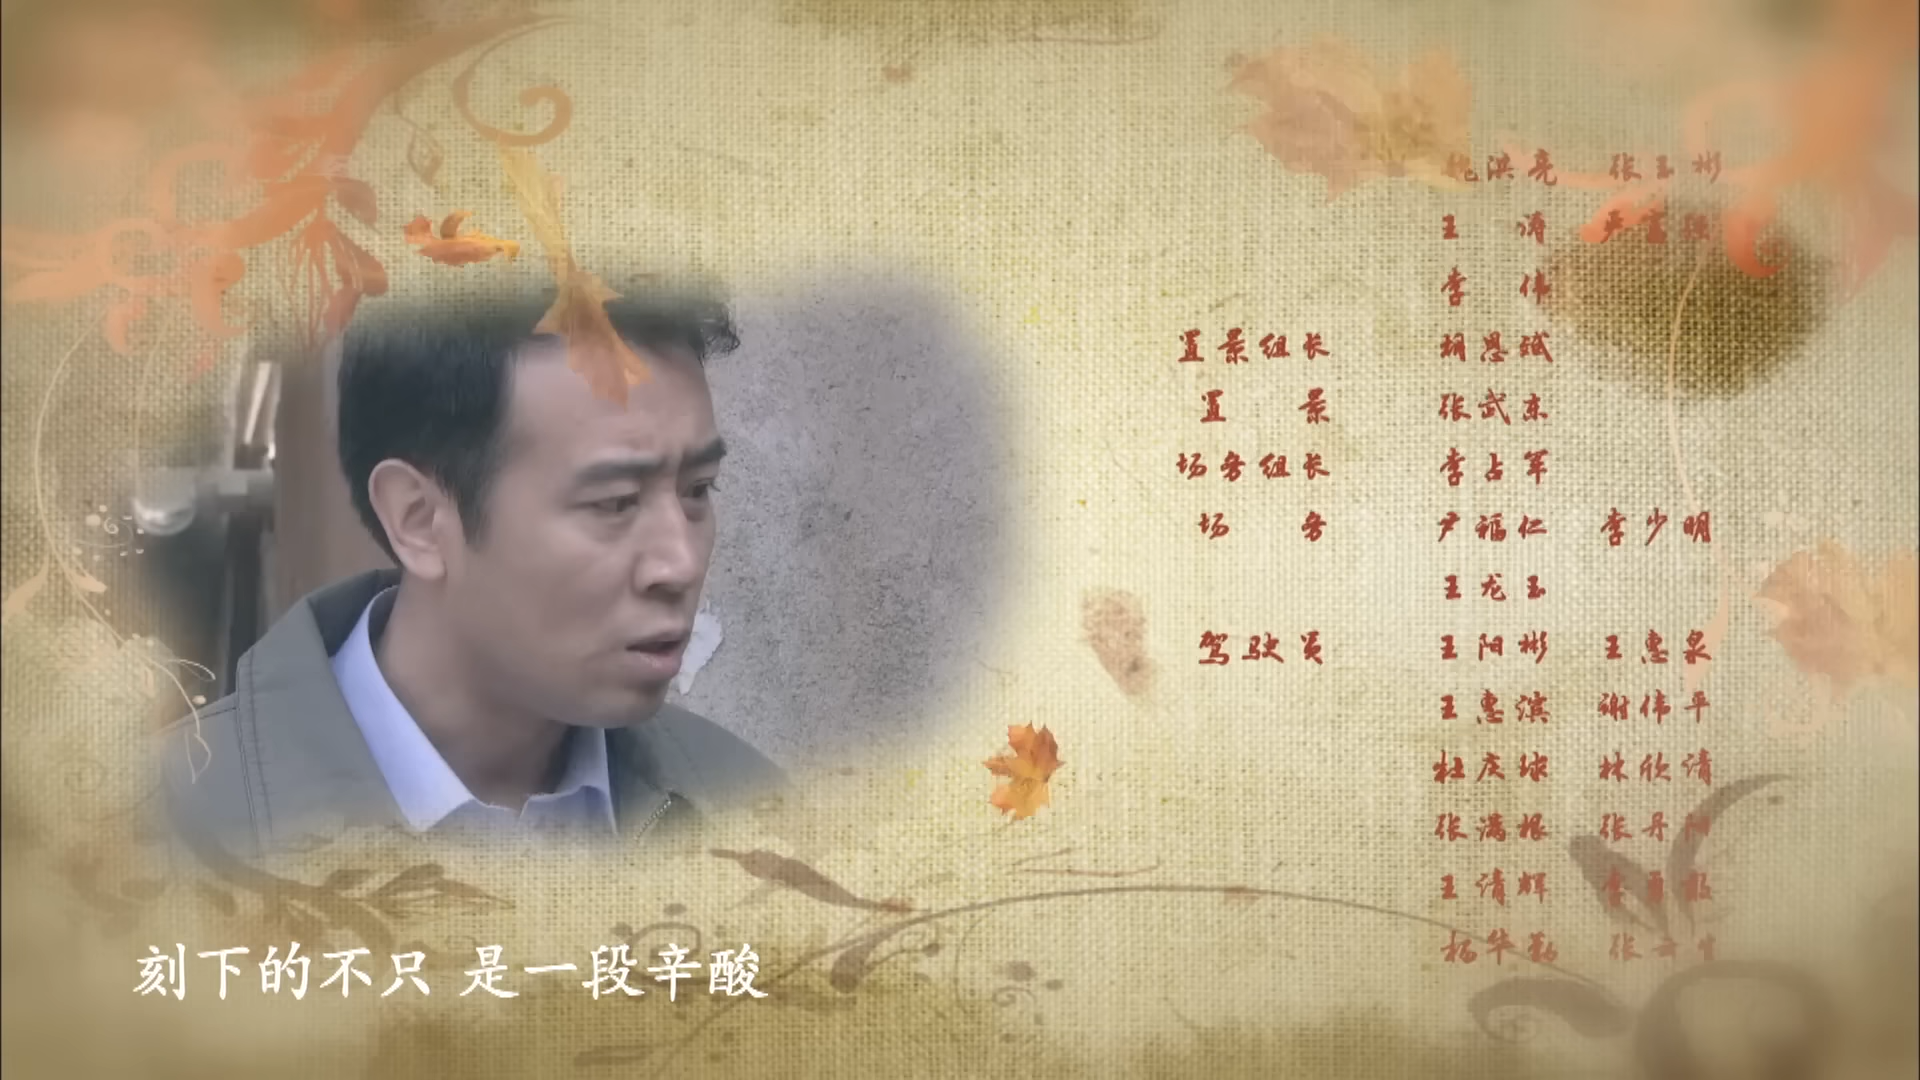 洪亮 张玉彬
王 涛
李 伟
置景组长 胡恩斌
置 景 张武东
场务组长 李占军
场 务 尹福仁 李少明
王龙玉
驾驶员 王阳彬 王惠泉
王惠滨 谢伟平
杜庆球 林欣清
张满根 张丹阳
王清辉
杨华勤
刻下的不只 是一段辛酸